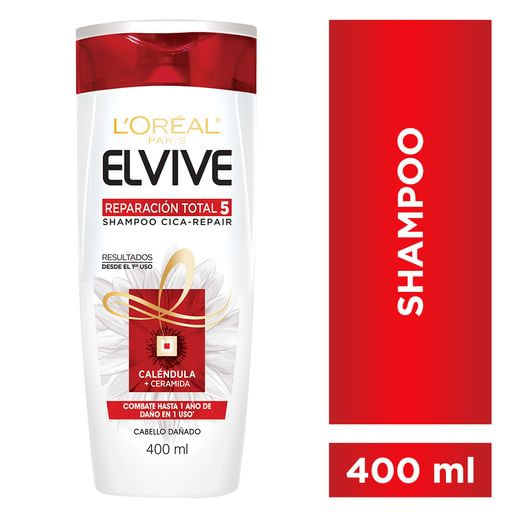 L'ORÉAL
PARIS
ELVIVE
REPARACIÓN TOTAL 5
SHAMPOO CICA-REPAIR
RESULTADOS
DESDE EL 1ER USO
CALÉNDULA
+ CERAMIDA
COMBATE HASTA 1 AÑO DE
DAÑO EN 1 USO*
CABELLO DAÑADO
400 ml
SHAMPOO
400 ml